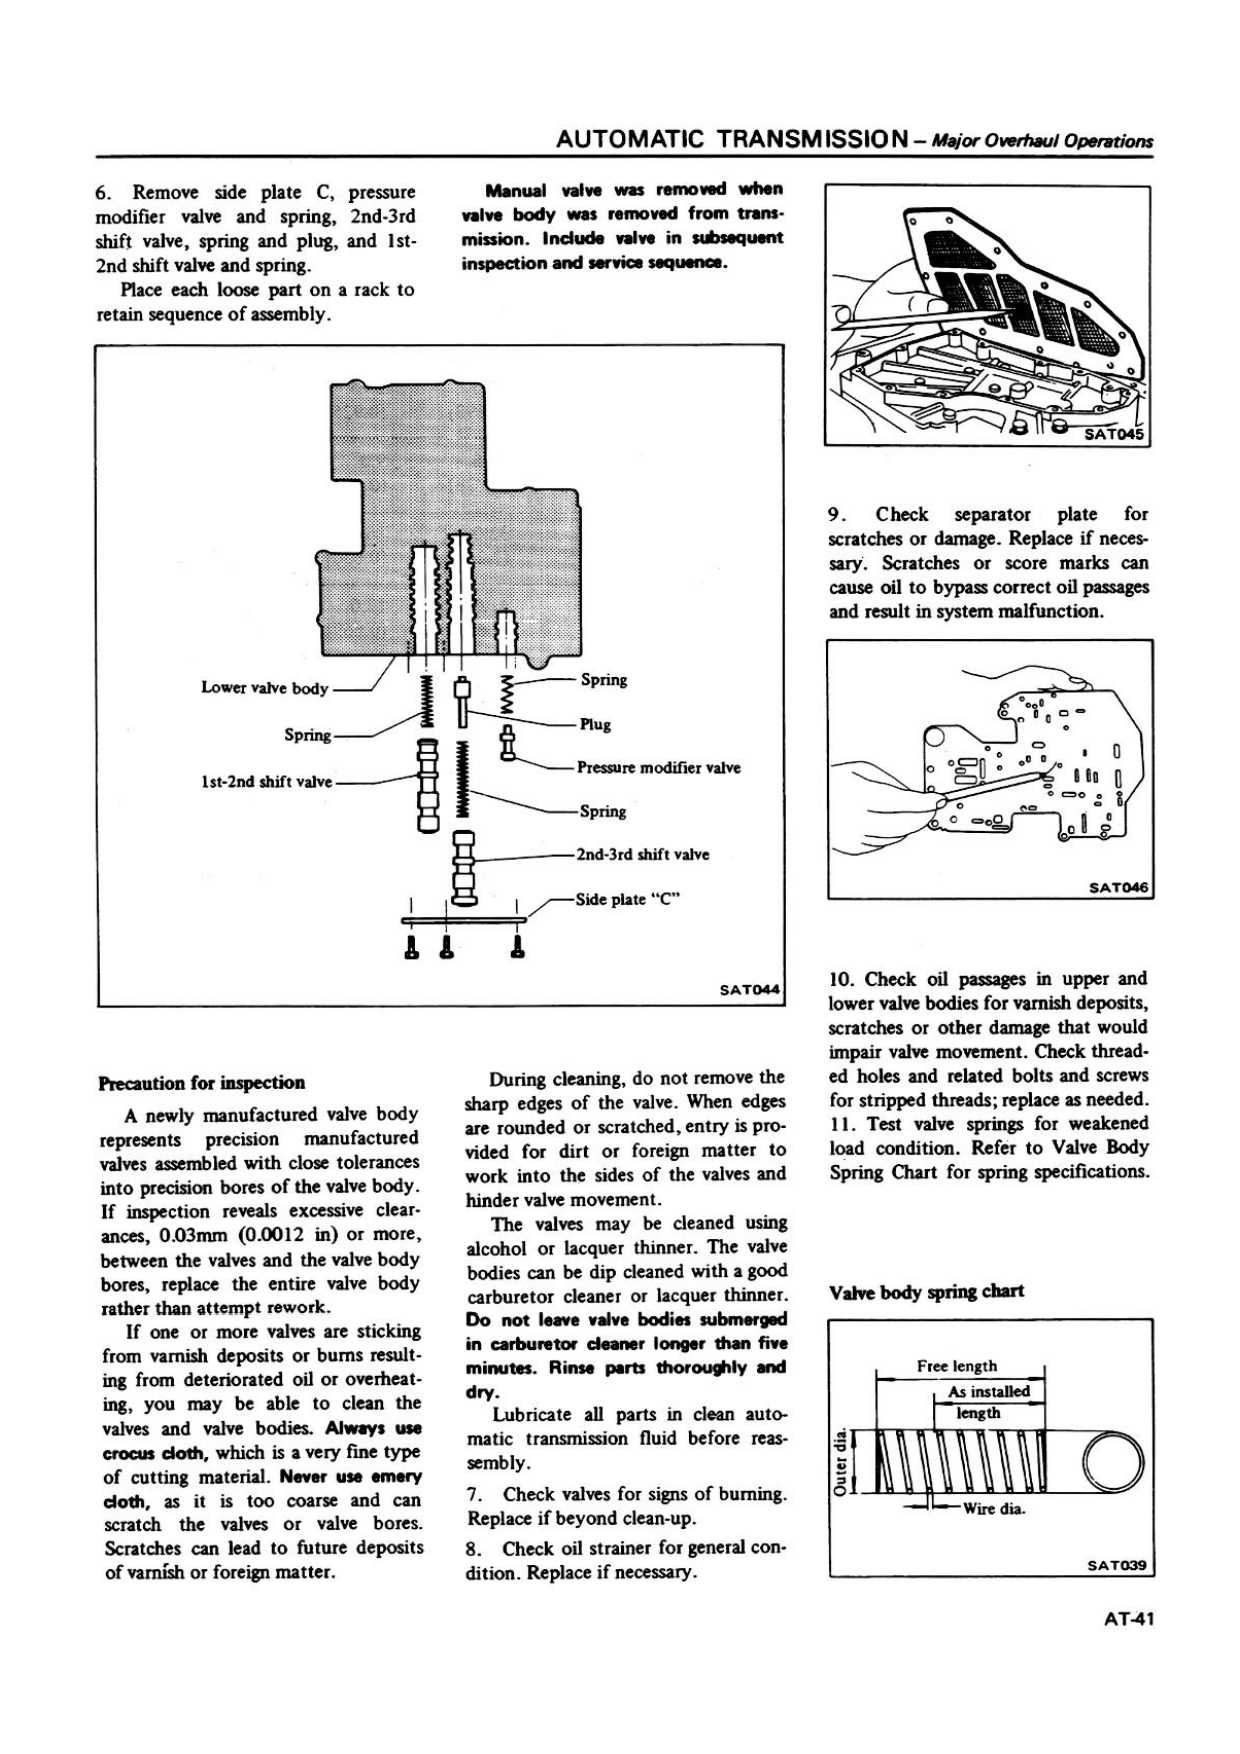 AUTOMATIC TRANSMISSION – Major Overhaul Operations
6. Remove side plate C, pressure
modifier valve and spring, 2nd-3rd
shift valve, spring and plug, and 1st-
2nd shift valve and spring.
Place each loose part on a rack to
retain sequence of assembly.
Manual valve was removed when
valve body was removed from trans-
mission. Include valve in subsequent
inspection and service sequence.
Lower valve body
Spring
1st-2nd shift valve
Spring
Plug
Pressure modifier valve
Spring
2nd-3rd shift valve
Side plate “C”
SAT044
Precaution for inspection
A newly manufactured valve body
represents precision manufactured
valves assembled with close tolerances
into precision bores of the valve body.
If inspection reveals excessive clear-
ances, 0.03mm (0.0012 in) or more,
between the valves and the valve body
bores, replace the entire valve body
rather than attempt rework.
If one or more valves are sticking
from varnish deposits or burns result-
ing from deteriorated oil or overheat-
ing, you may be able to clean the
valves and valve bodies. Always use
crocus cloth, which is a very fine type
of cutting material. Never use emery
cloth, as it is too coarse and can
scratch the valves or valve bores.
Scratches can lead to future deposits
of varnish or foreign matter.
During cleaning, do not remove the
sharp edges of the valve. When edges
are rounded or scratched, entry is pro-
vided for dirt or foreign matter to
work into the sides of the valves and
hinder valve movement.
The valves may be cleaned using
alcohol or lacquer thinner. The valve
bodies can be dip cleaned with a good
carburetor cleaner or lacquer thinner.
Do not leave valve bodies submerged
in carburetor cleaner longer than five
minutes. Rinse parts thoroughly and
dry.
Lubricate all parts in clean auto-
matic transmission fluid before reas-
sembly.
7. Check valves for signs of burning.
Replace if beyond clean-up.
8. Check oil strainer for general con-
dition. Replace if necessary.
SAT045
9. Check separator plate for
scratches or damage. Replace if neces-
sary. Scratches or score marks can
cause oil to bypass correct oil passages
and result in system malfunction.
SAT046
10. Check oil passages in upper and
lower valve bodies for varnish deposits,
scratches or other damage that would
impair valve movement. Check thread-
ed holes and related bolts and screws
for stripped threads; replace as needed.
11. Test valve springs for weakened
load condition. Refer to Valve Body
Spring Chart for spring specifications.
Valve body spring chart
Free length
As installed
length
Outer dia.
Wire dia.
SAT039
AT-41